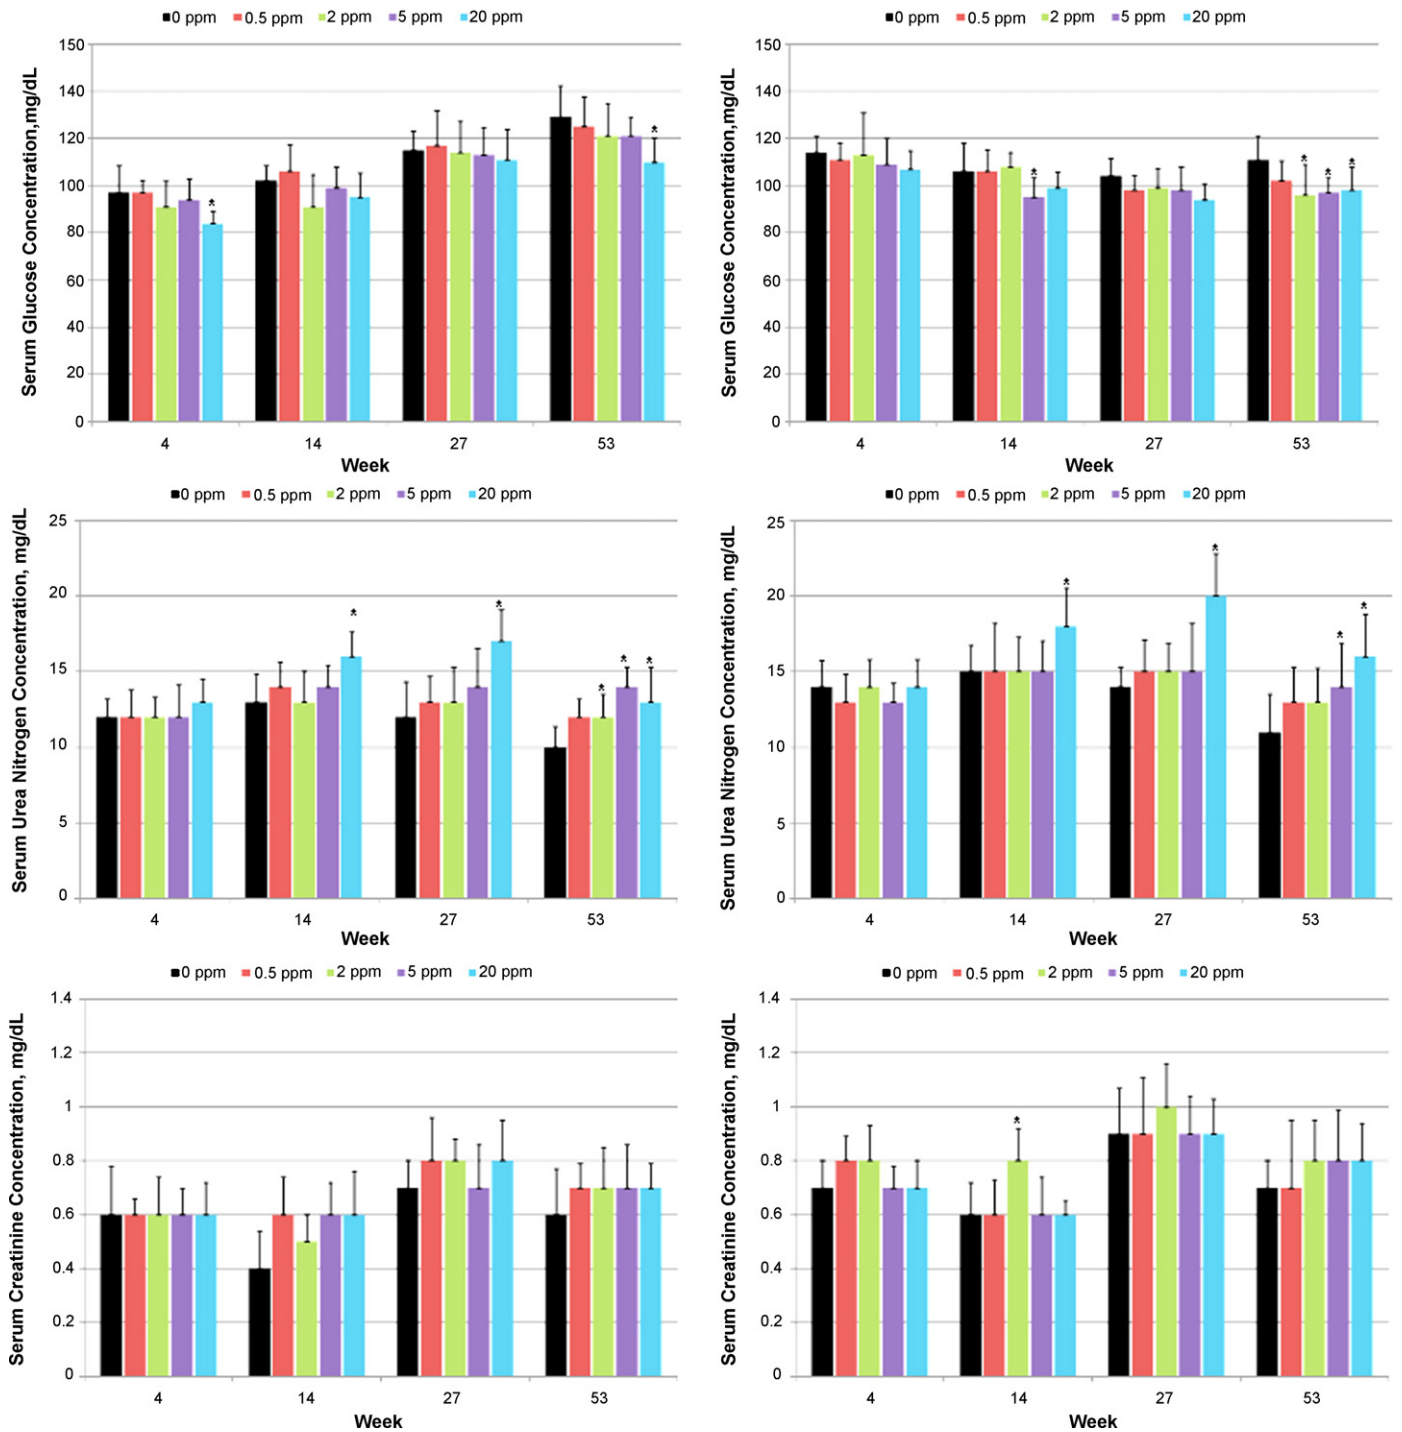 0 ppm 0.5 ppm 2 ppm 5 ppm 20 ppm
Serum Glucose Concentration,mg/dL
150
140
120
100
80
60
40
20
0
* *
4 14 27 53
Week
0 ppm 0.5 ppm 2 ppm 5 ppm 20 ppm
Serum Glucose Concentration,mg/dL
150
140
120
100
80
60
40
20
0
* * * *
4 14 27 53
Week
0 ppm 0.5 ppm 2 ppm 5 ppm 20 ppm
Serum Urea Nitrogen Concentration, mg/dL
25
20
15
10
5
0
* * * * *
4 14 27 53
Week
0 ppm 0.5 ppm 2 ppm 5 ppm 20 ppm
Serum Urea Nitrogen Concentration, mg/dL
25
20
15
10
5
0
* * * *
4 14 27 53
Week
0 ppm 0.5 ppm 2 ppm 5 ppm 20 ppm
Serum Creatinine Concentration, mg/dL
1.4
1.2
1
0.8
0.6
0.4
0.2
0
4 14 27 53
Week
0 ppm 0.5 ppm 2 ppm 5 ppm 20 ppm
Serum Creatinine Concentration, mg/dL
1.4
1.2
1
0.8
0.6
0.4
0.2
0
*
4 14 27 53
Week